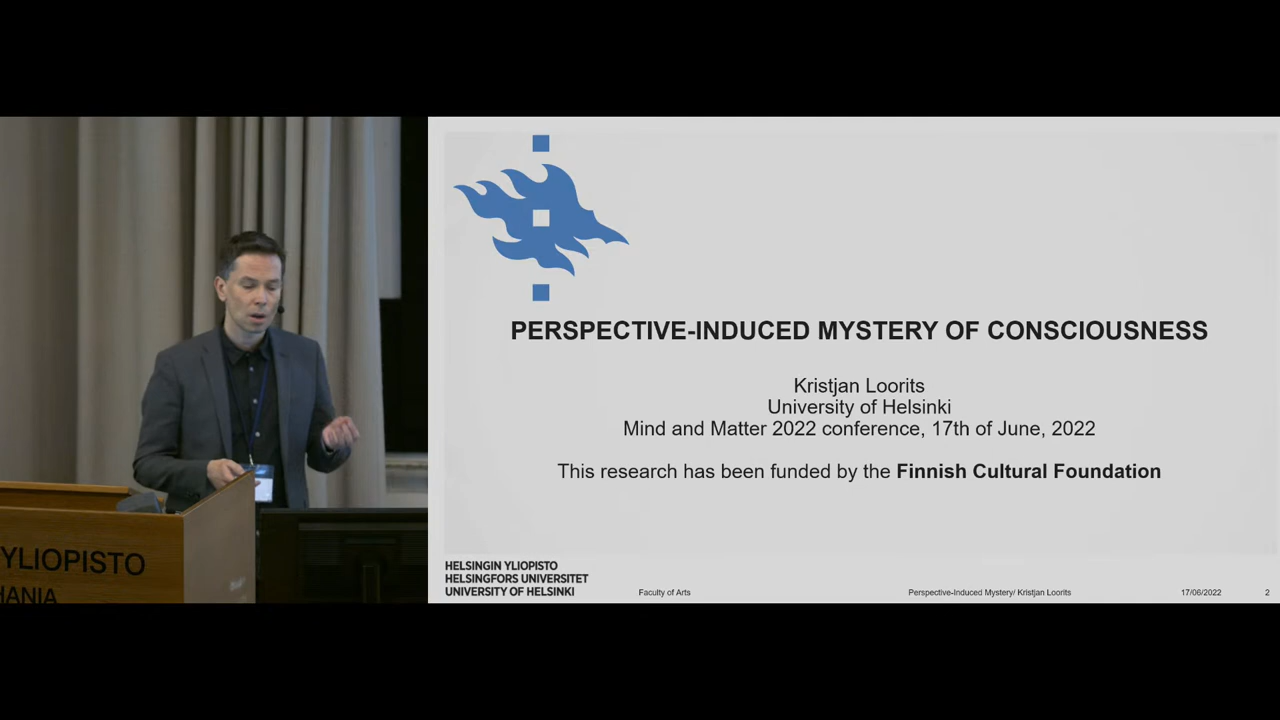 YLIOPISTO
PERSPECTIVE-INDUCED MYSTERY OF CONSCIOUSNESS
Kristjan Loorits
University of Helsinki
Mind and Matter 2022 conference, 17th of June, 2022
This research has been funded by the Finnish Cultural Foundation
HELSINGIN YLIOPISTO
HELSINGFORS UNIVERSITET
UNIVERSITY OF HELSINKI
Faculty of Arts
Perspective-Induced Mystery/ Kristjan Loorits
17/06/2022
2